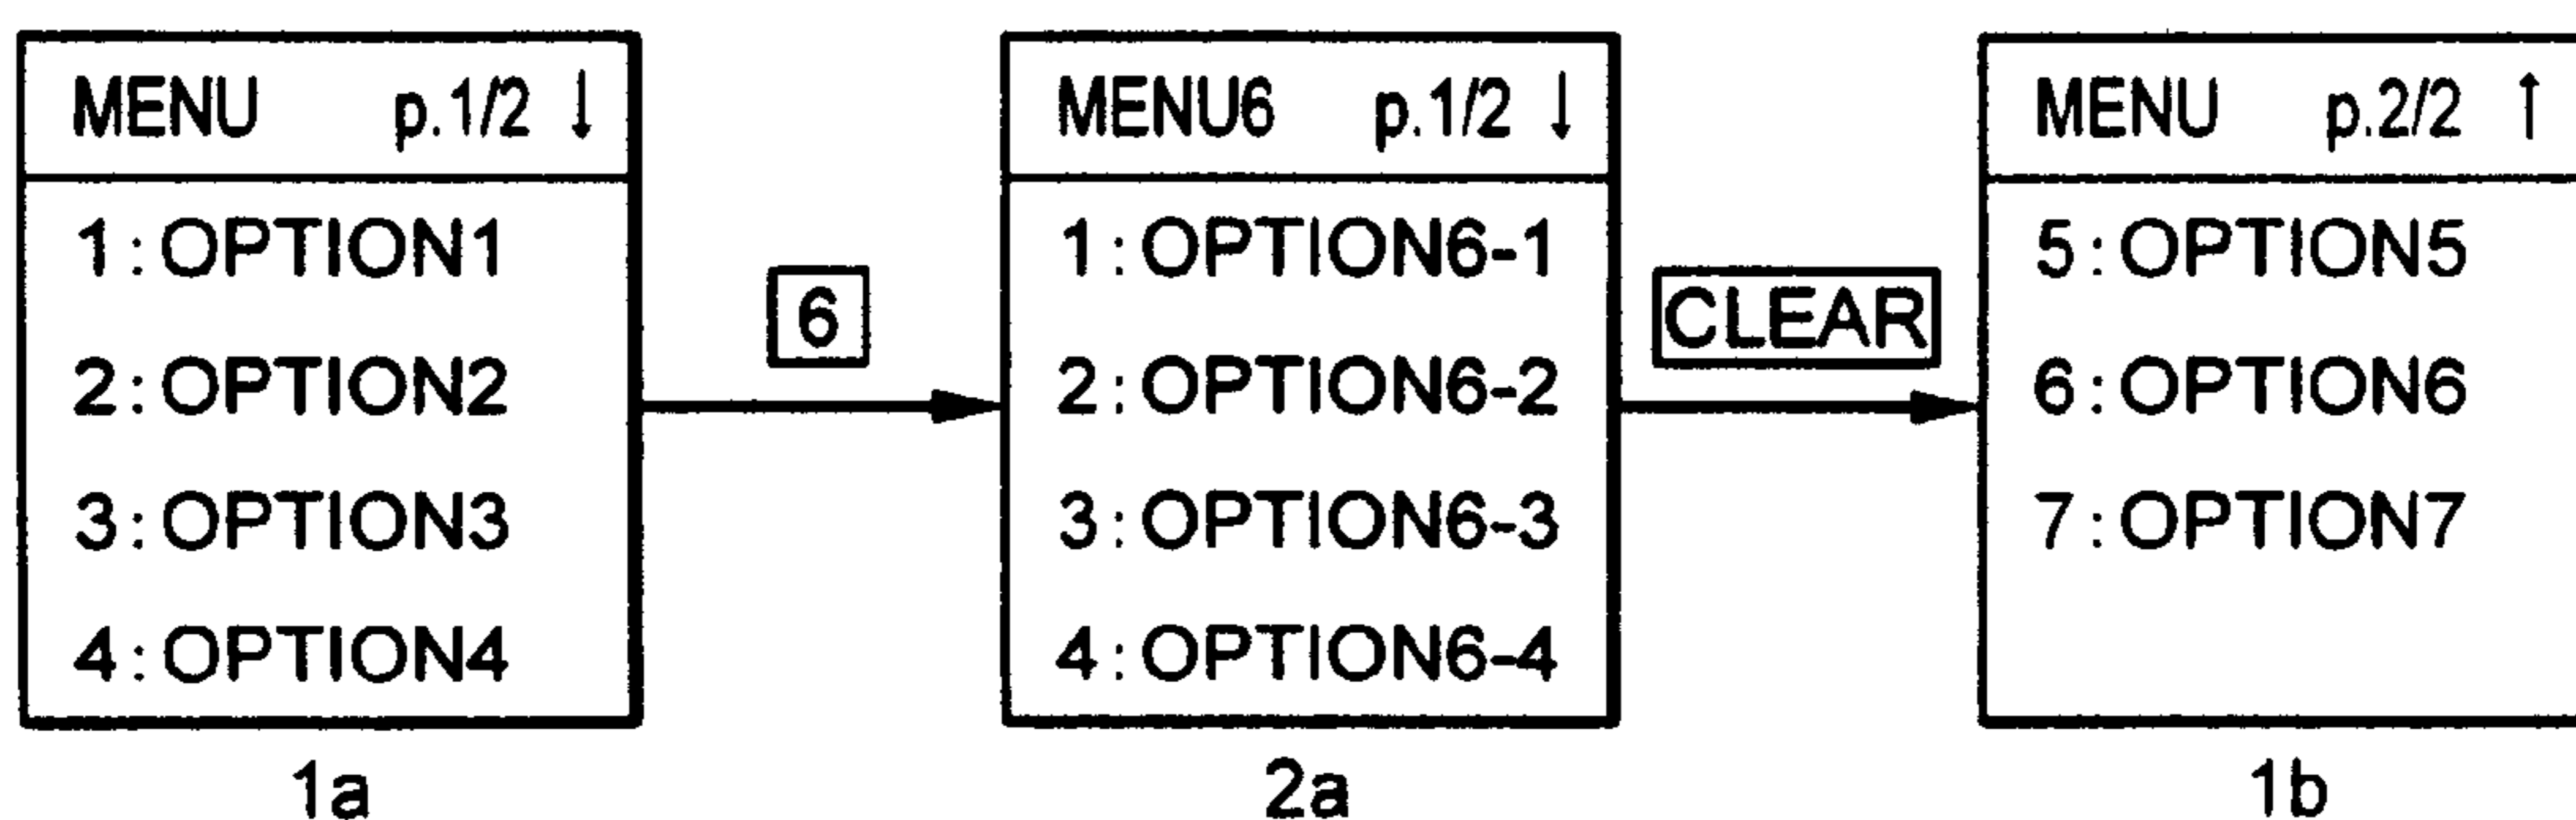 MENU p.1/2 ↓
1:OPTION1
2:OPTION2
3:OPTION3
4:OPTION4
1a
6
MENU6 p.1/2 ↓
1:OPTION6-1
2:OPTION6-2
3:OPTION6-3
4:OPTION6-4
2a
CLEAR
MENU p.2/2 ↑
5:OPTION5
6:OPTION6
7:OPTION7
1b